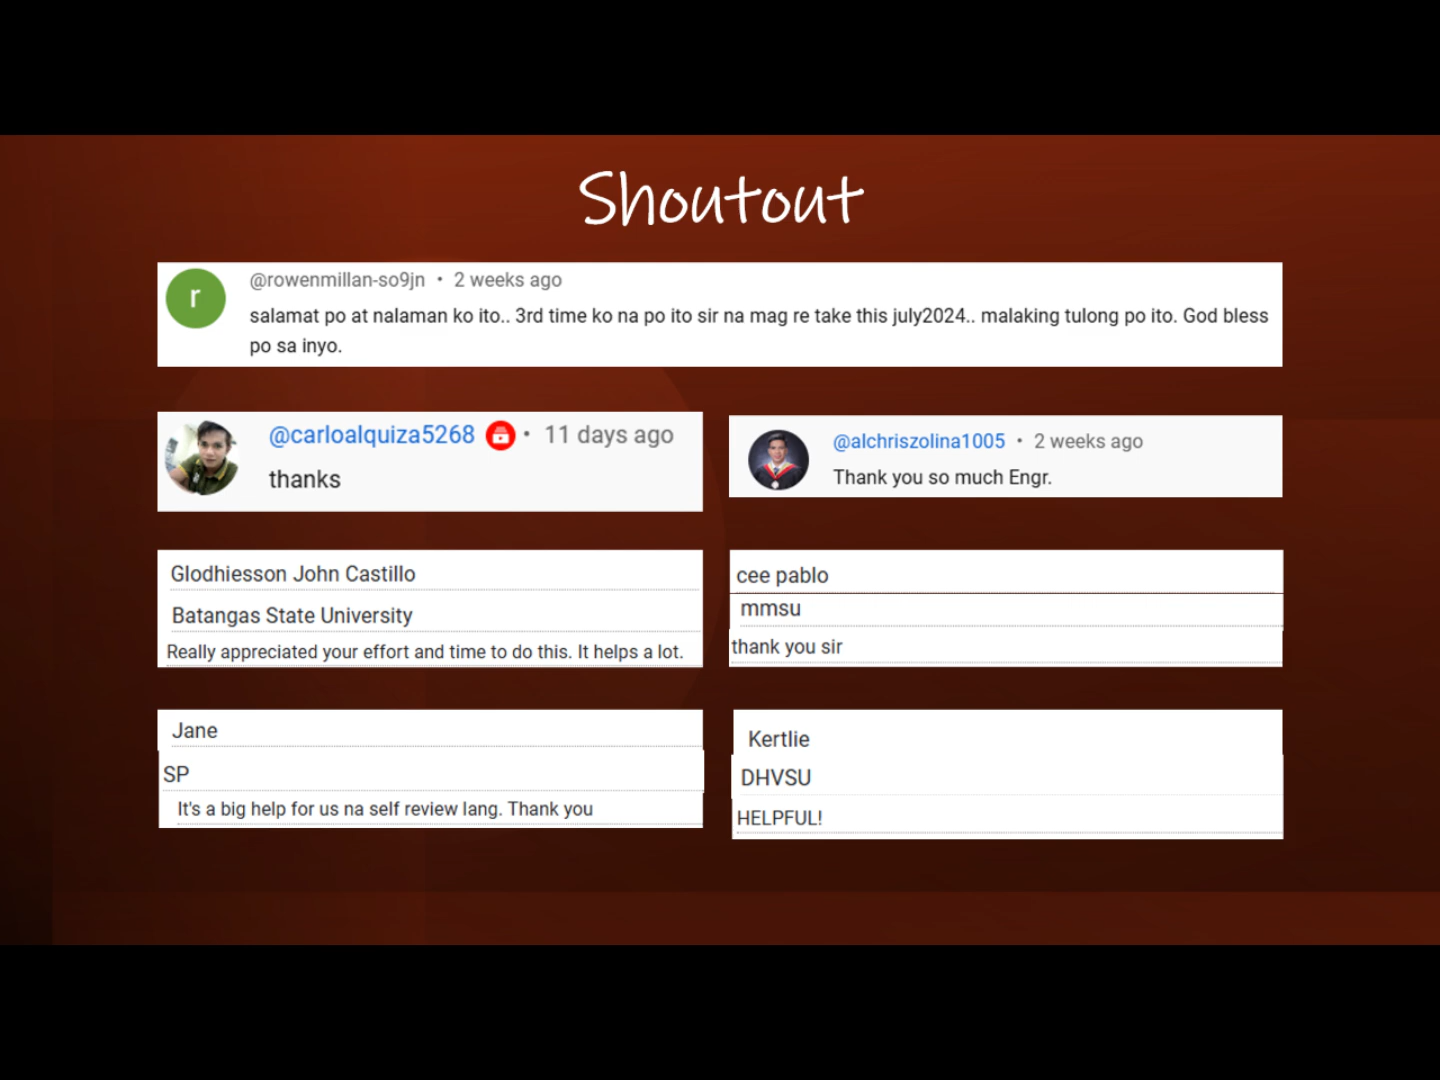 Shoutout
r
@rowenmillan-so9jn • 2 weeks ago
salamat po at nalaman ko ito.. 3rd time ko na po ito sir na mag re take this july2024.. malaking tulong po ito. God bless
po sa inyo.
@carloalquiza5268 • 11 days ago
thanks
@alchriszolina1005 • 2 weeks ago
Thank you so much Engr.
Glodhiesson John Castillo
Batangas State University
Really appreciated your effort and time to do this. It helps a lot.
cee pablo
mmsu
thank you sir
Jane
SP
It's a big help for us na self review lang. Thank you
Kertlie
DHVSU
HELPFUL!